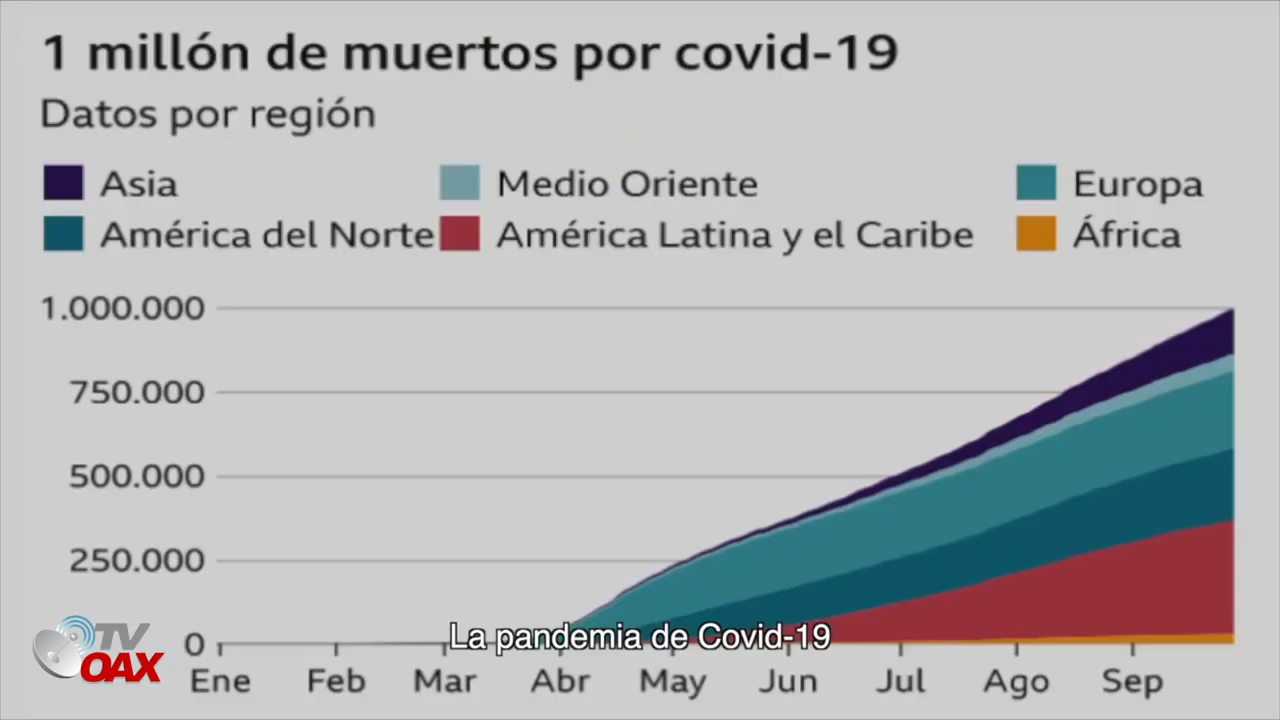 1 millón de muertos por covid-19
Datos por región
Asia
Medio Oriente
Europa
América del Norte
América Latina y el Caribe
África
1.000.000
750.000
500.000
250.000
0
Ene Feb Mar Abr May Jun Jul Ago Sep
La pandemia de Covid-19
TV
OAX